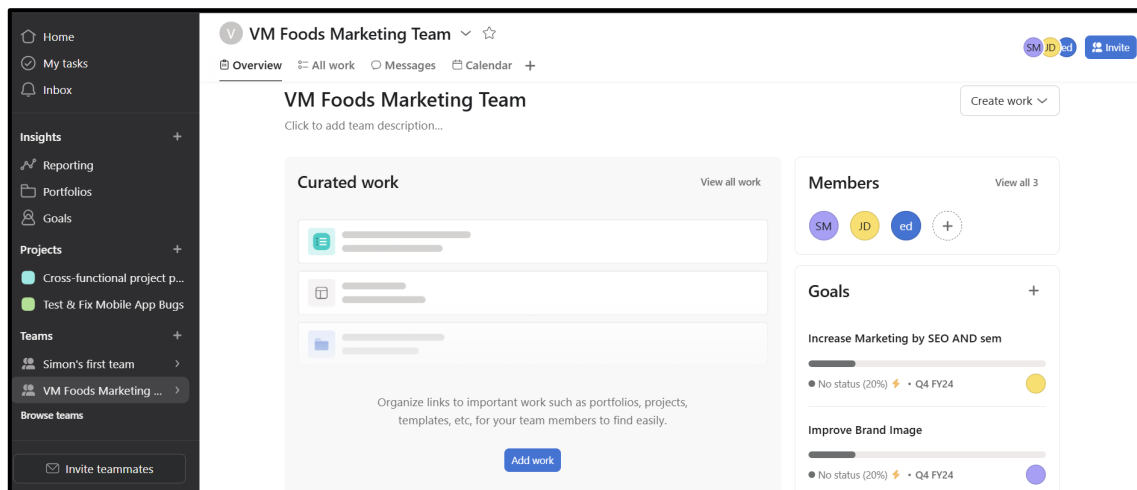 Home
My tasks
Inbox
Insights
Reporting
Portfolios
Goals
Projects
Cross-functional project p...
Test & Fix Mobile App Bugs
Teams
Simon's first team
VM Foods Marketing ...
Browse teams
Invite teammates
V VM Foods Marketing Team
SM JD ed Invite
Overview All work Messages Calendar
VM Foods Marketing Team
Create work
Click to add team description...
Curated work View all work
Organize links to important work such as portfolios, projects,
templates, etc, for your team members to find easily.
Add work
Members View all 3
SM JD ed
Goals
Increase Marketing by SEO AND sem
No status (20%) • Q4 FY24
Improve Brand Image
No status (20%) • Q4 FY24